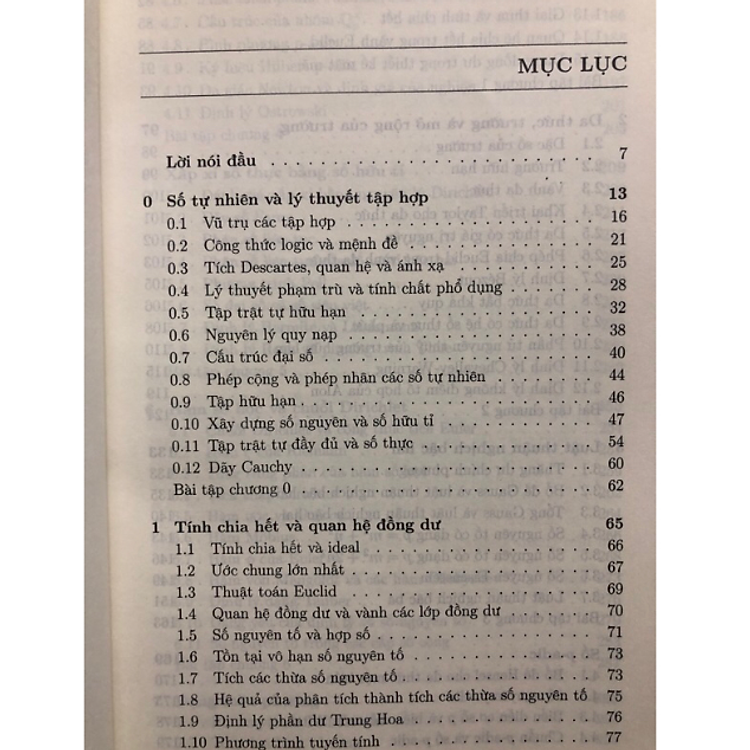 MỤC LỤC
Lời nói đầu . . . . . . . . . . . . . . . . . . . . 7
0 Số tự nhiên và lý thuyết tập hợp 13
0.1 Vũ trụ các tập hợp . . . . . . . . . . . . . . . . 16
0.2 Công thức logic và mệnh đề . . . . . . . . . . . . 21
0.3 Tích Descartes, quan hệ và ánh xạ . . . . . . . . . 25
0.4 Lý thuyết phạm trù và tính chất phổ dụng . . . . . . 28
0.5 Tập trật tự hữu hạn . . . . . . . . . . . . . . . 32
0.6 Nguyên lý quy nạp . . . . . . . . . . . . . . . . 38
0.7 Cấu trúc đại số . . . . . . . . . . . . . . . . . 40
0.8 Phép cộng và phép nhân các số tự nhiên . . . . . . . 44
0.9 Tập hữu hạn . . . . . . . . . . . . . . . . . . . 46
0.10 Xây dựng số nguyên và số hữu tỉ . . . . . . . . . . 47
0.11 Tập trật tự đầy đủ và số thực . . . . . . . . . . . 54
0.12 Dãy Cauchy . . . . . . . . . . . . . . . . . . . 60
Bài tập chương 0 . . . . . . . . . . . . . . . . . . 62
1 Tính chia hết và quan hệ đồng dư 65
1.1 Tính chia hết và ideal . . . . . . . . . . . . . . 66
1.2 Ước chung lớn nhất . . . . . . . . . . . . . . . . 67
1.3 Thuật toán Euclid . . . . . . . . . . . . . . . . 69
1.4 Quan hệ đồng dư và vành các lớp đồng dư . . . . . . 70
1.5 Số nguyên tố và hợp số . . . . . . . . . . . . . . 71
1.6 Tồn tại vô hạn số nguyên tố . . . . . . . . . . . . 73
1.7 Tích các thừa số nguyên tố . . . . . . . . . . . . 73
1.8 Hệ quả của phân tích thành tích các thừa số nguyên tố 75
1.9 Định lý phần dư Trung Hoa . . . . . . . . . . . . . 76
1.10 Phương trình tuyến tính . . . . . . . . . . . . . 77